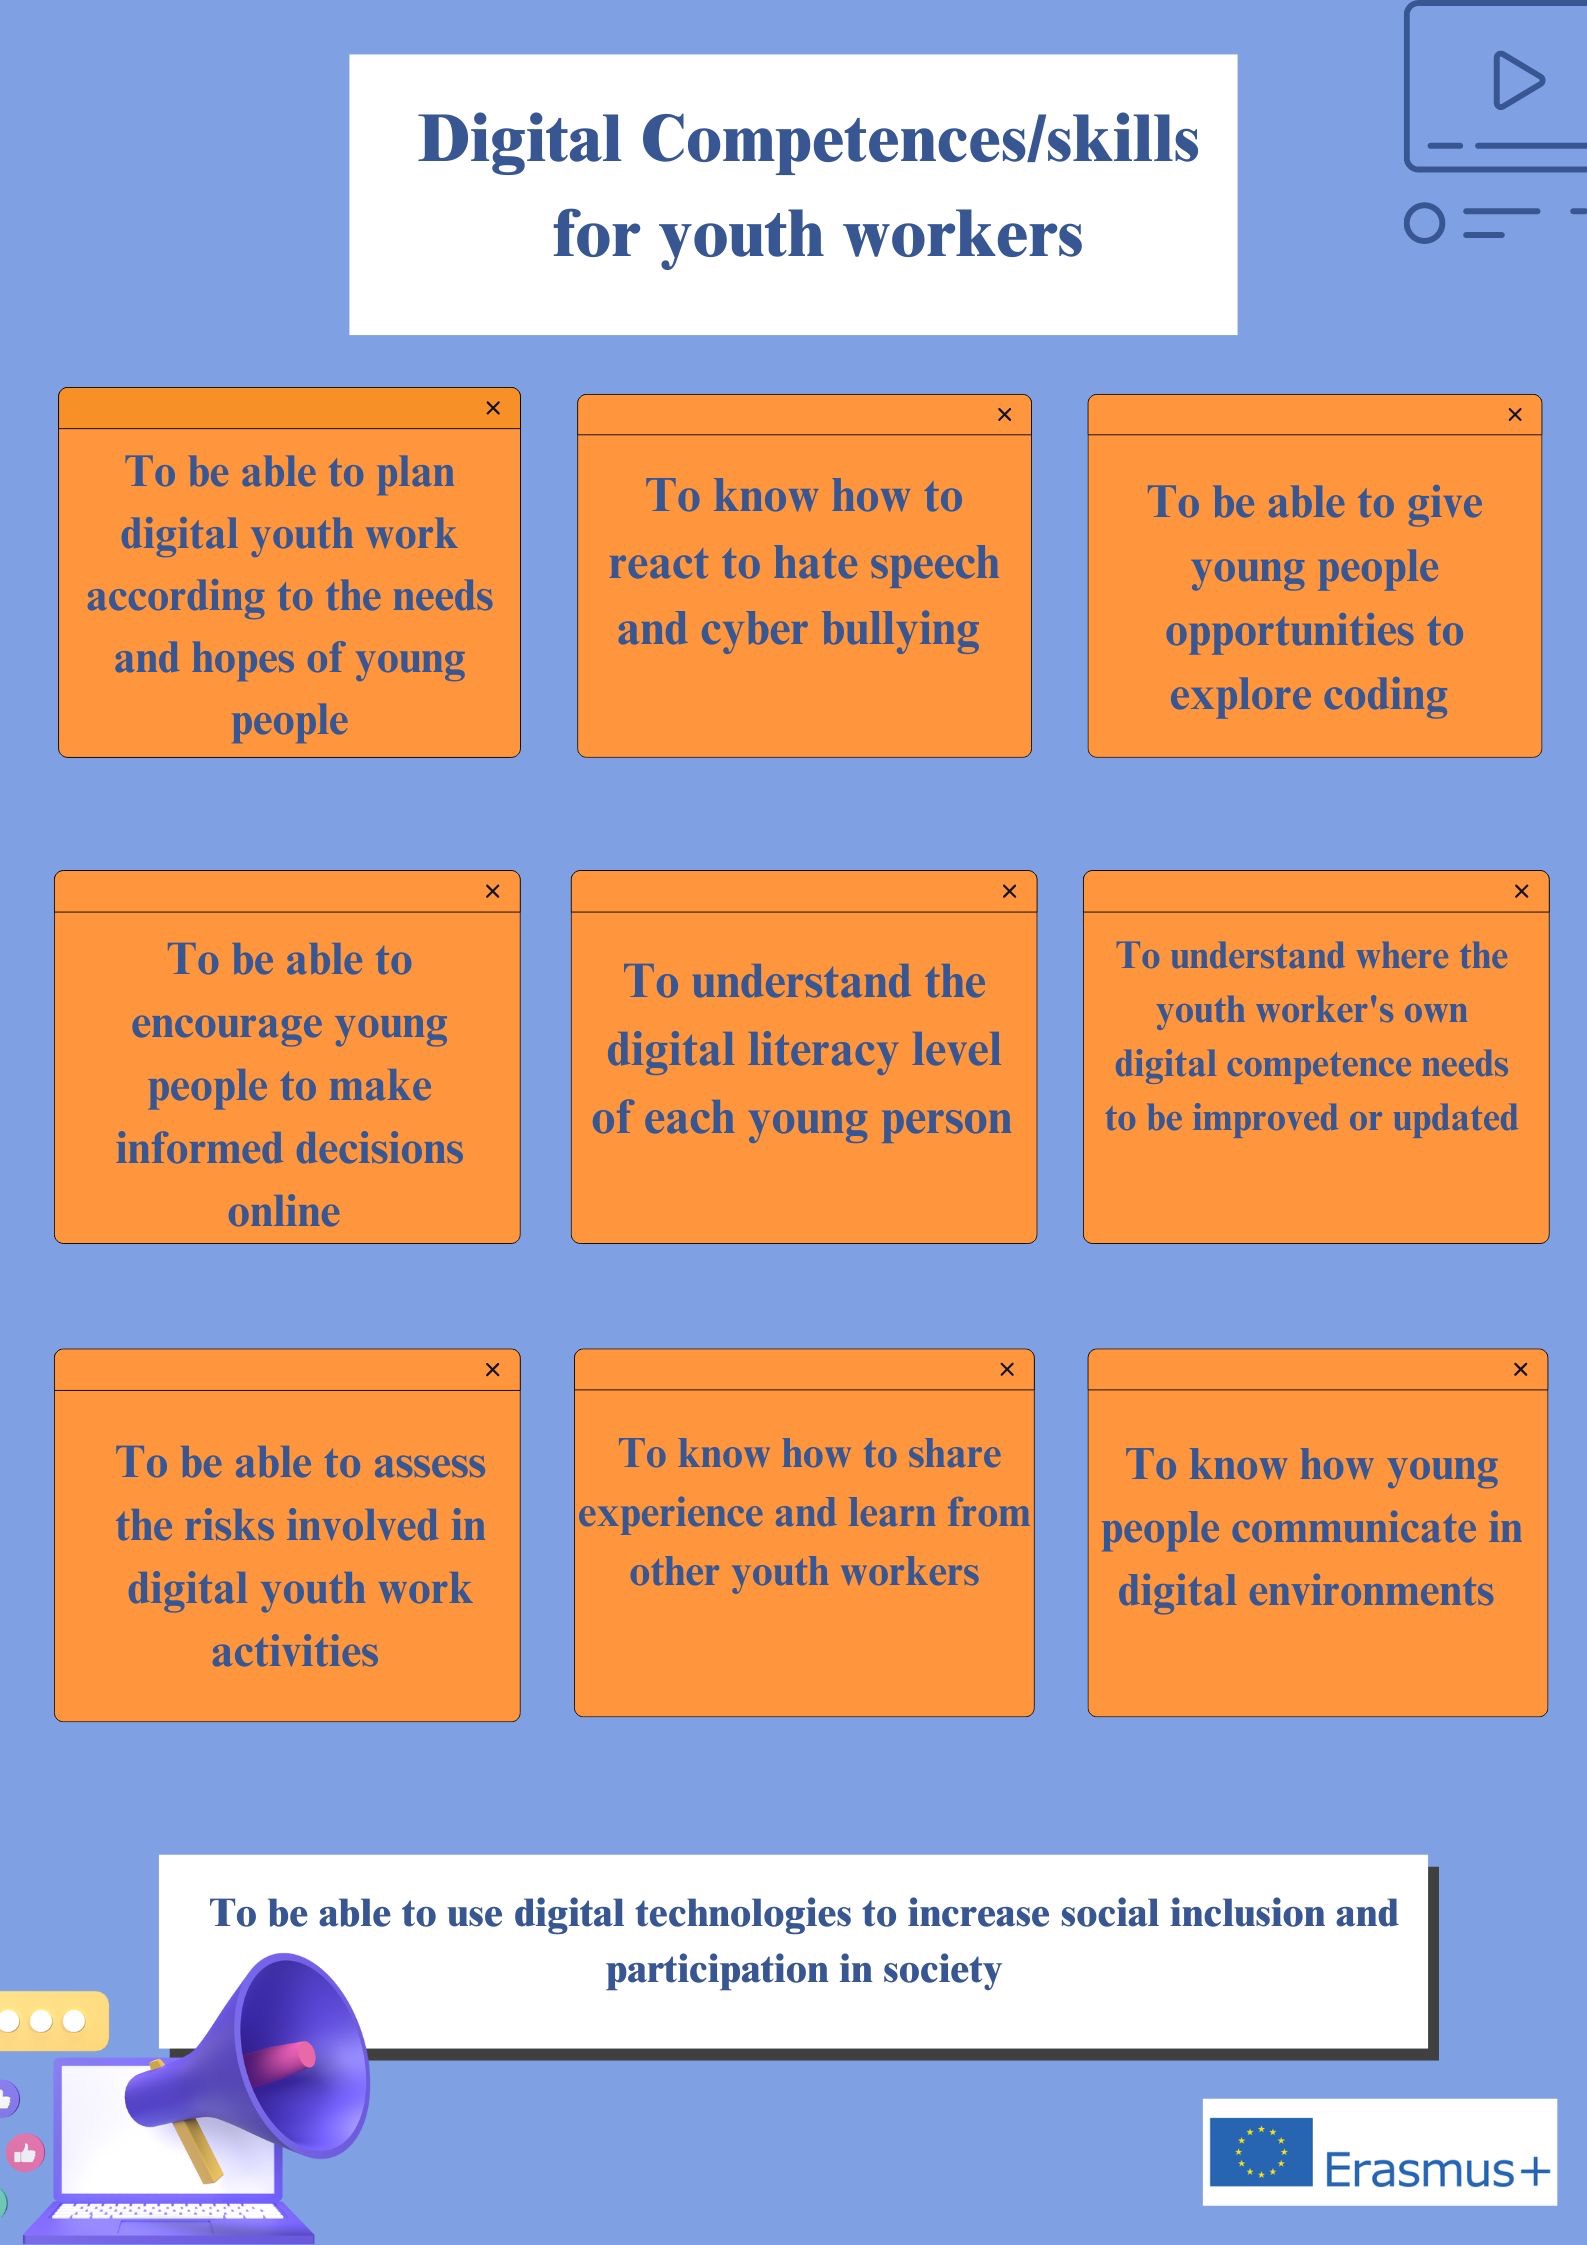 Digital Competences/skills
for youth workers
To be able to plan
digital youth work
according to the needs
and hopes of young
people
To know how to
react to hate speech
and cyber bullying
To be able to give
young people
opportunities to
explore coding
To be able to
encourage young
people to make
informed decisions
online
To understand the
digital literacy level
of each young person
To understand where the
youth worker's own
digital competence needs
to be improved or updated
To be able to assess
the risks involved in
digital youth work
activities
To know how to share
experience and learn from
other youth workers
To know how young
people communicate in
digital environments
To be able to use digital technologies to increase social inclusion and
participation in society
Erasmus+